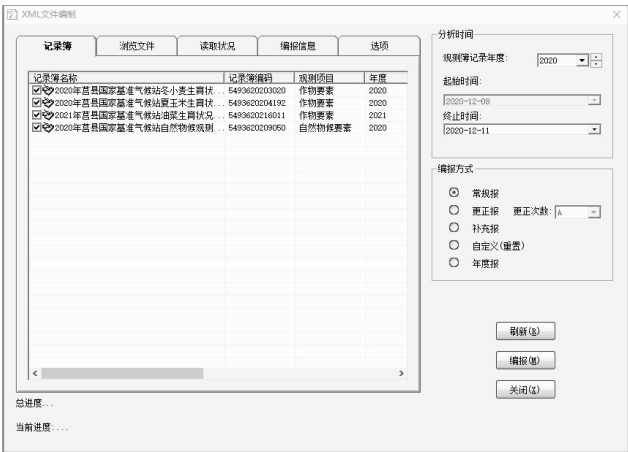 XML文件编制
记录簿
浏览文件
读取状况
编报信息
选项
记录簿名称 记录簿编码 观测项目 年度
2020年莒县国家基准气候站冬小麦生育状... 5493620203020 作物要素 2020
2020年莒县国家基准气候站夏玉米生育状... 5493620204192 作物要素 2020
2021年莒县国家基准气候站油菜生育状况... 5493620216011 作物要素 2021
2020年莒县国家基准气候站自然物候观测... 5493620209050 自然物候要素 2020
总进度...
当前进度:...
分析时间
观测簿记录年度: 2020
起始时间:
2020-12-08
终止时间:
2020-12-11
编报方式
常规报
更正报 更正次数: A
补充报
自定义(重置)
年度报
刷新(R)
编报(M)
关闭(X)